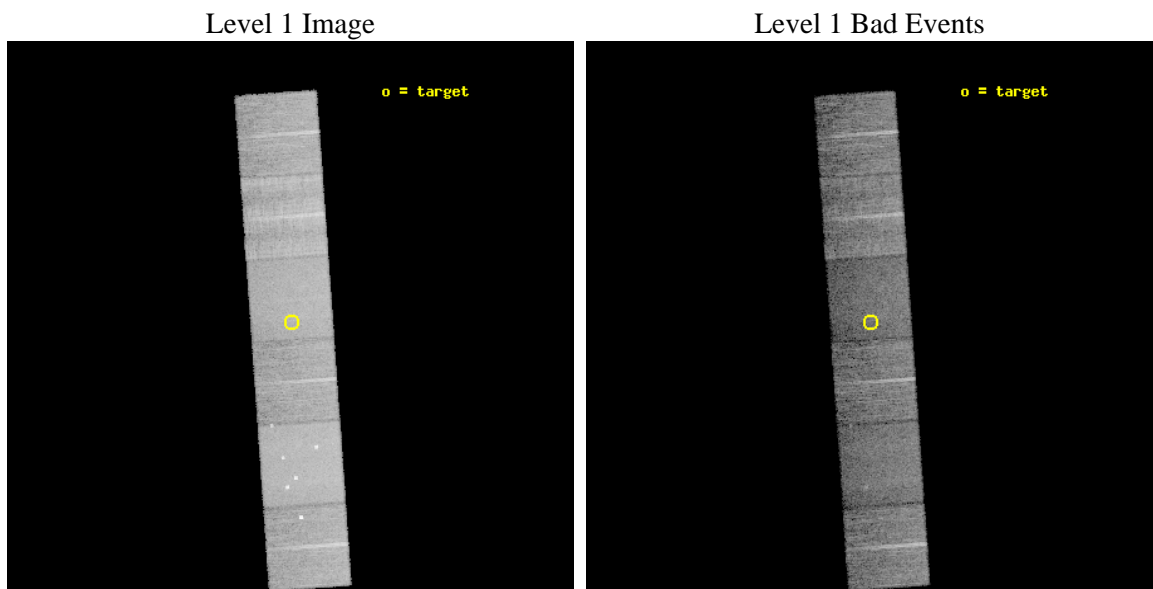 Level 1 Image
Level 1 Bad Events
o = target
o = target